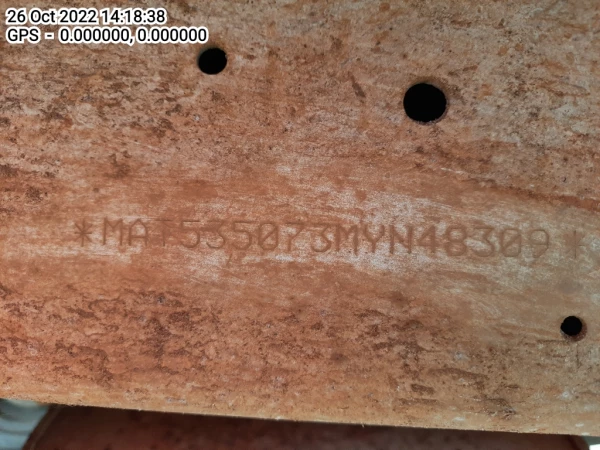 26 Oct 2022 14:18:38
GPS - 0.000000, 0.000000
*MAT535073MYN48309*